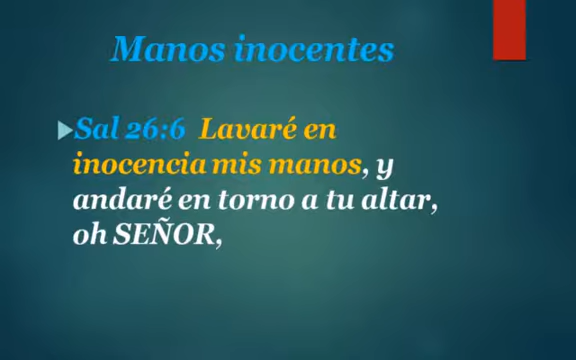 Manos inocentes
Sal 26:6 Lavaré en
inocencia mis manos, y
andaré en torno a tu altar,
oh SEÑOR,